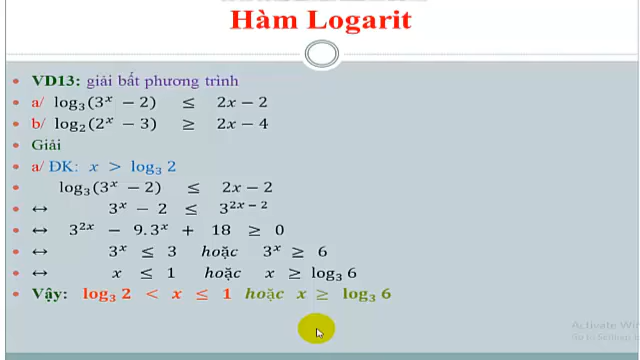 Hàm Logarit
VD13: giải bất phương trình
a/ log₃(3ˣ − 2) ≤ 2x − 2
b/ log₂(2ˣ − 3) ≥ 2x − 4
Giải
a/ ĐK: x > log₃ 2
log₃(3ˣ − 2) ≤ 2x − 2
↔ 3ˣ − 2 ≤ 3²ˣ⁻²
↔ 3²ˣ − 9.3ˣ + 18 ≥ 0
↔ 3ˣ ≤ 3 hoặc 3ˣ ≥ 6
↔ x ≤ 1 hoặc x ≥ log₃ 6
Vậy: log₃ 2 < x ≤ 1 hoặc x ≥ log₃ 6
Activate Win